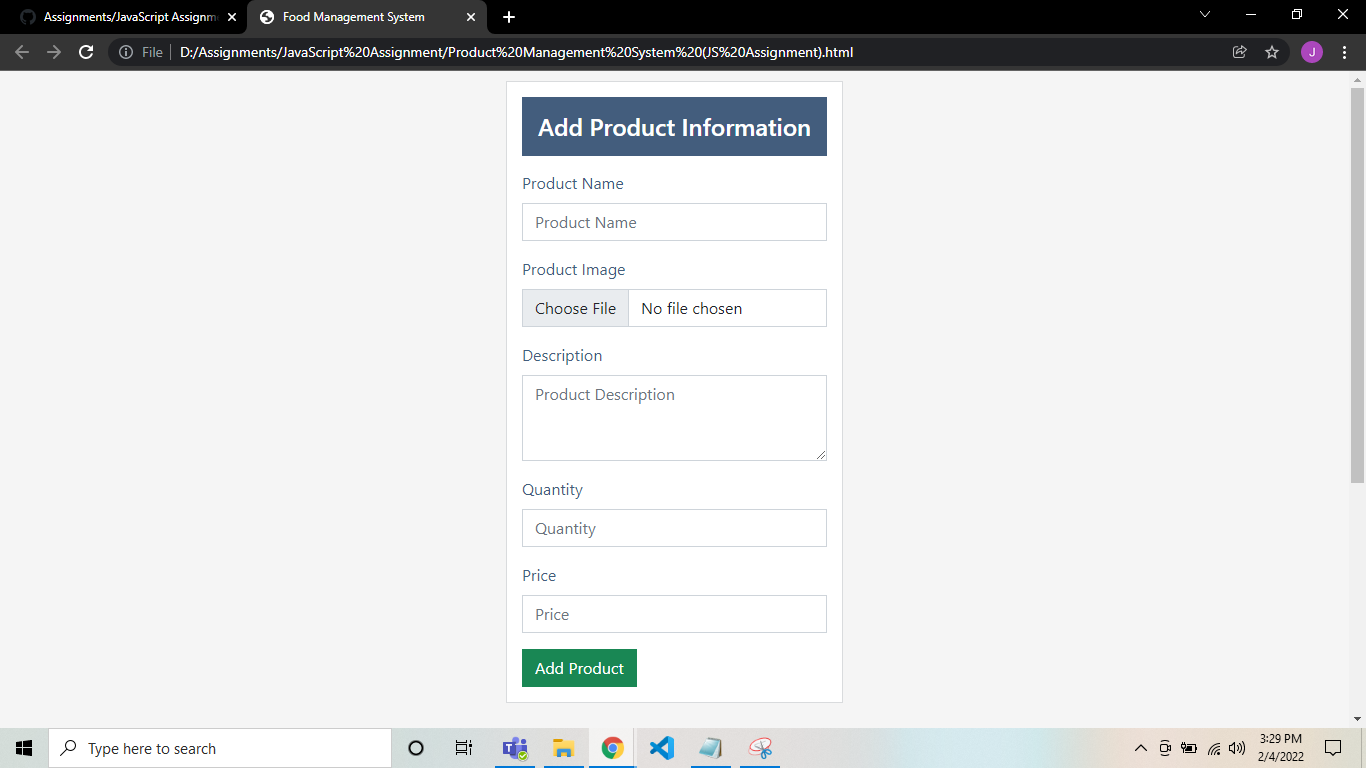 Assignments/JavaScript Assignm
Food Management System
File
D:/Assignments/JavaScript%20Assignment/Product%20Management%20System%20(JS%20Assignment).html
J
Add Product Information
Product Name
Product Name
Product Image
Choose File
No file chosen
Description
Product Description
Quantity
Quantity
Price
Price
Add Product
Type here to search
3:29 PM
2/4/2022